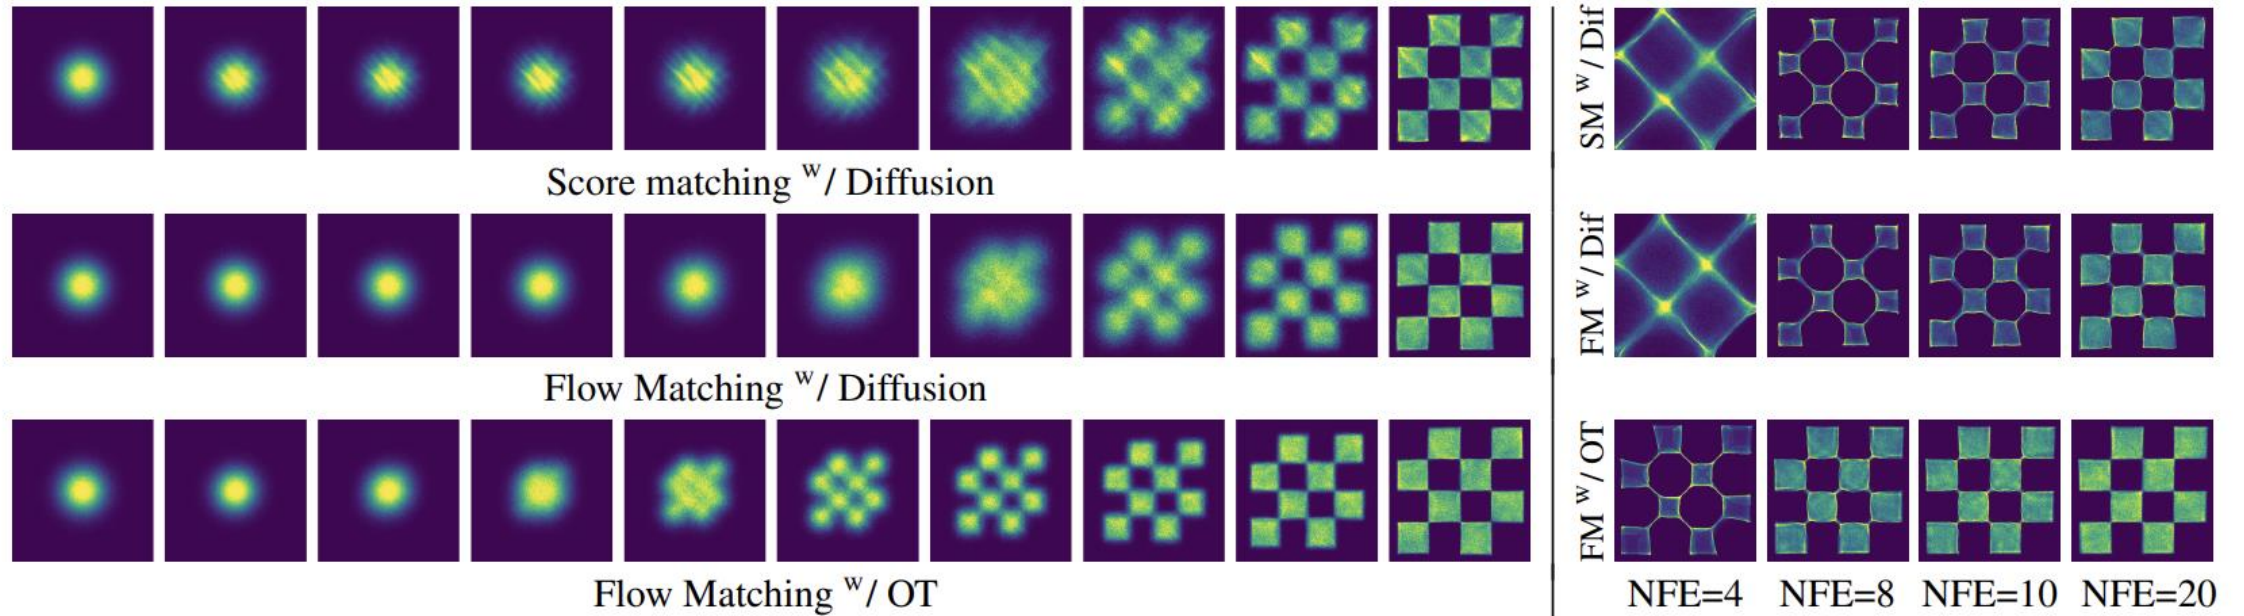 Score matching w/ Diffusion
Flow Matching w/ Diffusion
Flow Matching w/ OT
SM w/ Dif
FM w/ Dif
FM w/ OT
NFE=4 NFE=8 NFE=10 NFE=20